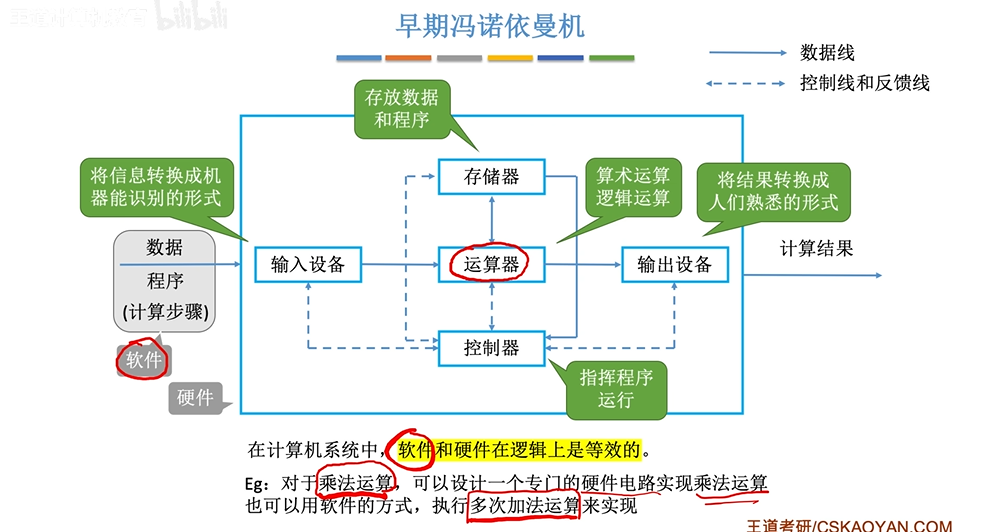 bilibili
早期冯诺依曼机
数据线
控制线和反馈线
存放数据
和程序
将信息转换成机
器能识别的形式
存储器
算术运算
逻辑运算
将结果转换成
人们熟悉的形式
数据
程序
(计算步骤)
输入设备
运算器
输出设备
计算结果
软件
控制器
硬件
指挥程序
运行
在计算机系统中，软件和硬件在逻辑上是等效的。
Eg：对于乘法运算，可以设计一个专门的硬件电路实现乘法运算
也可以用软件的方式，执行多次加法运算来实现
王道考研/CSKAOYAN.COM